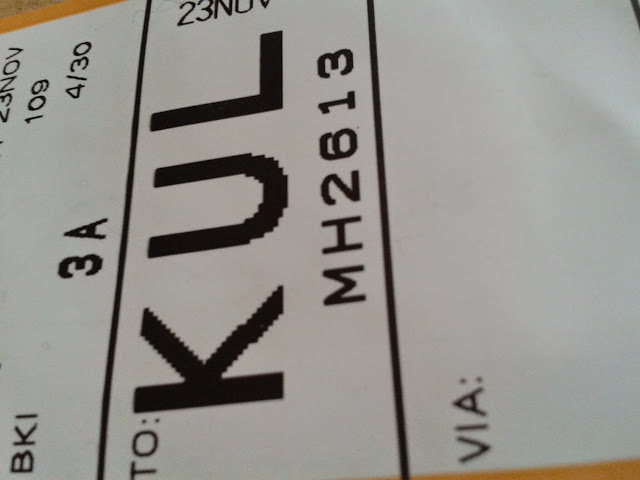 23NOV
BKI
109
4/30
3A
TO: KUL
23NOV
MH2613
VIA: